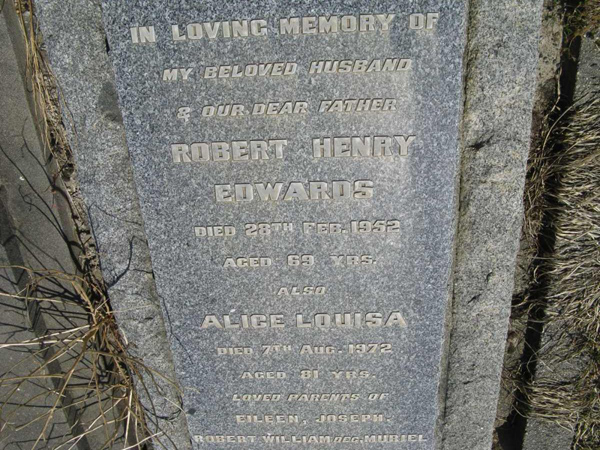 IN LOVING MEMORY OF
MY BELOVED HUSBAND
& OUR DEAR FATHER
ROBERT HENRY
EDWARDS
DIED 28TH FEB. 1952
AGED 69 YRS.
ALSO
ALICE LOUISA
DIED 7TH AUG. 1972
AGED 81 YRS.
LOVED PARENTS OF
EILEEN, JOSEPH.
ROBERT WILLIAM DEC, MURIEL